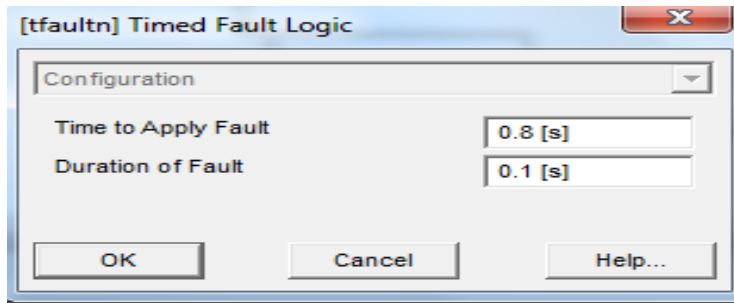 [tfaultn] Timed Fault Logic
Configuration
Time to Apply Fault 0.8 [s]
Duration of Fault 0.1 [s]
OK Cancel Help...